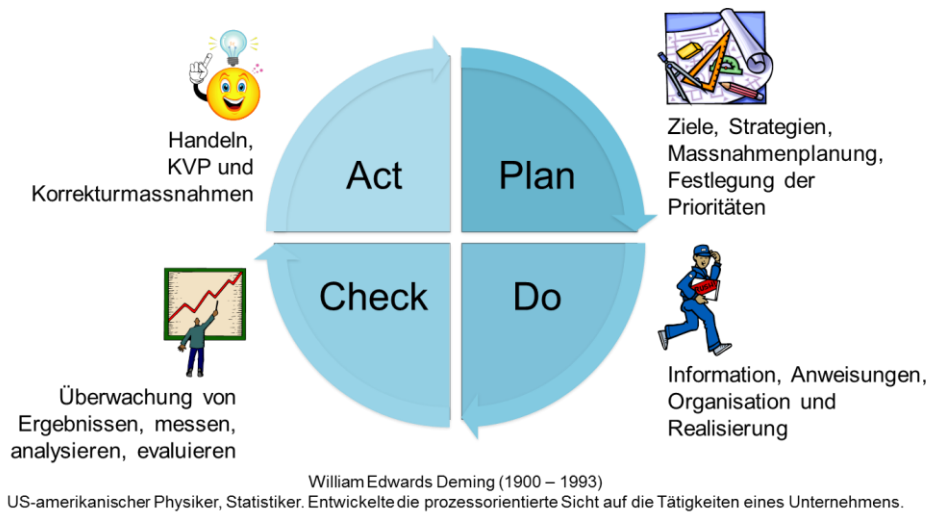 Act
Plan
Check
Do
Handeln,
KVP und
Korrekturmassnahmen
Ziele, Strategien,
Massnahmenplanung,
Festlegung der
Prioritäten
Überwachung von
Ergebnissen, messen,
analysieren, evaluieren
Information, Anweisungen,
Organisation und
Realisierung
William Edwards Deming (1900 – 1993)
US-amerikanischer Physiker, Statistiker. Entwickelte die prozessorientierte Sicht auf die Tätigkeiten eines Unternehmens.